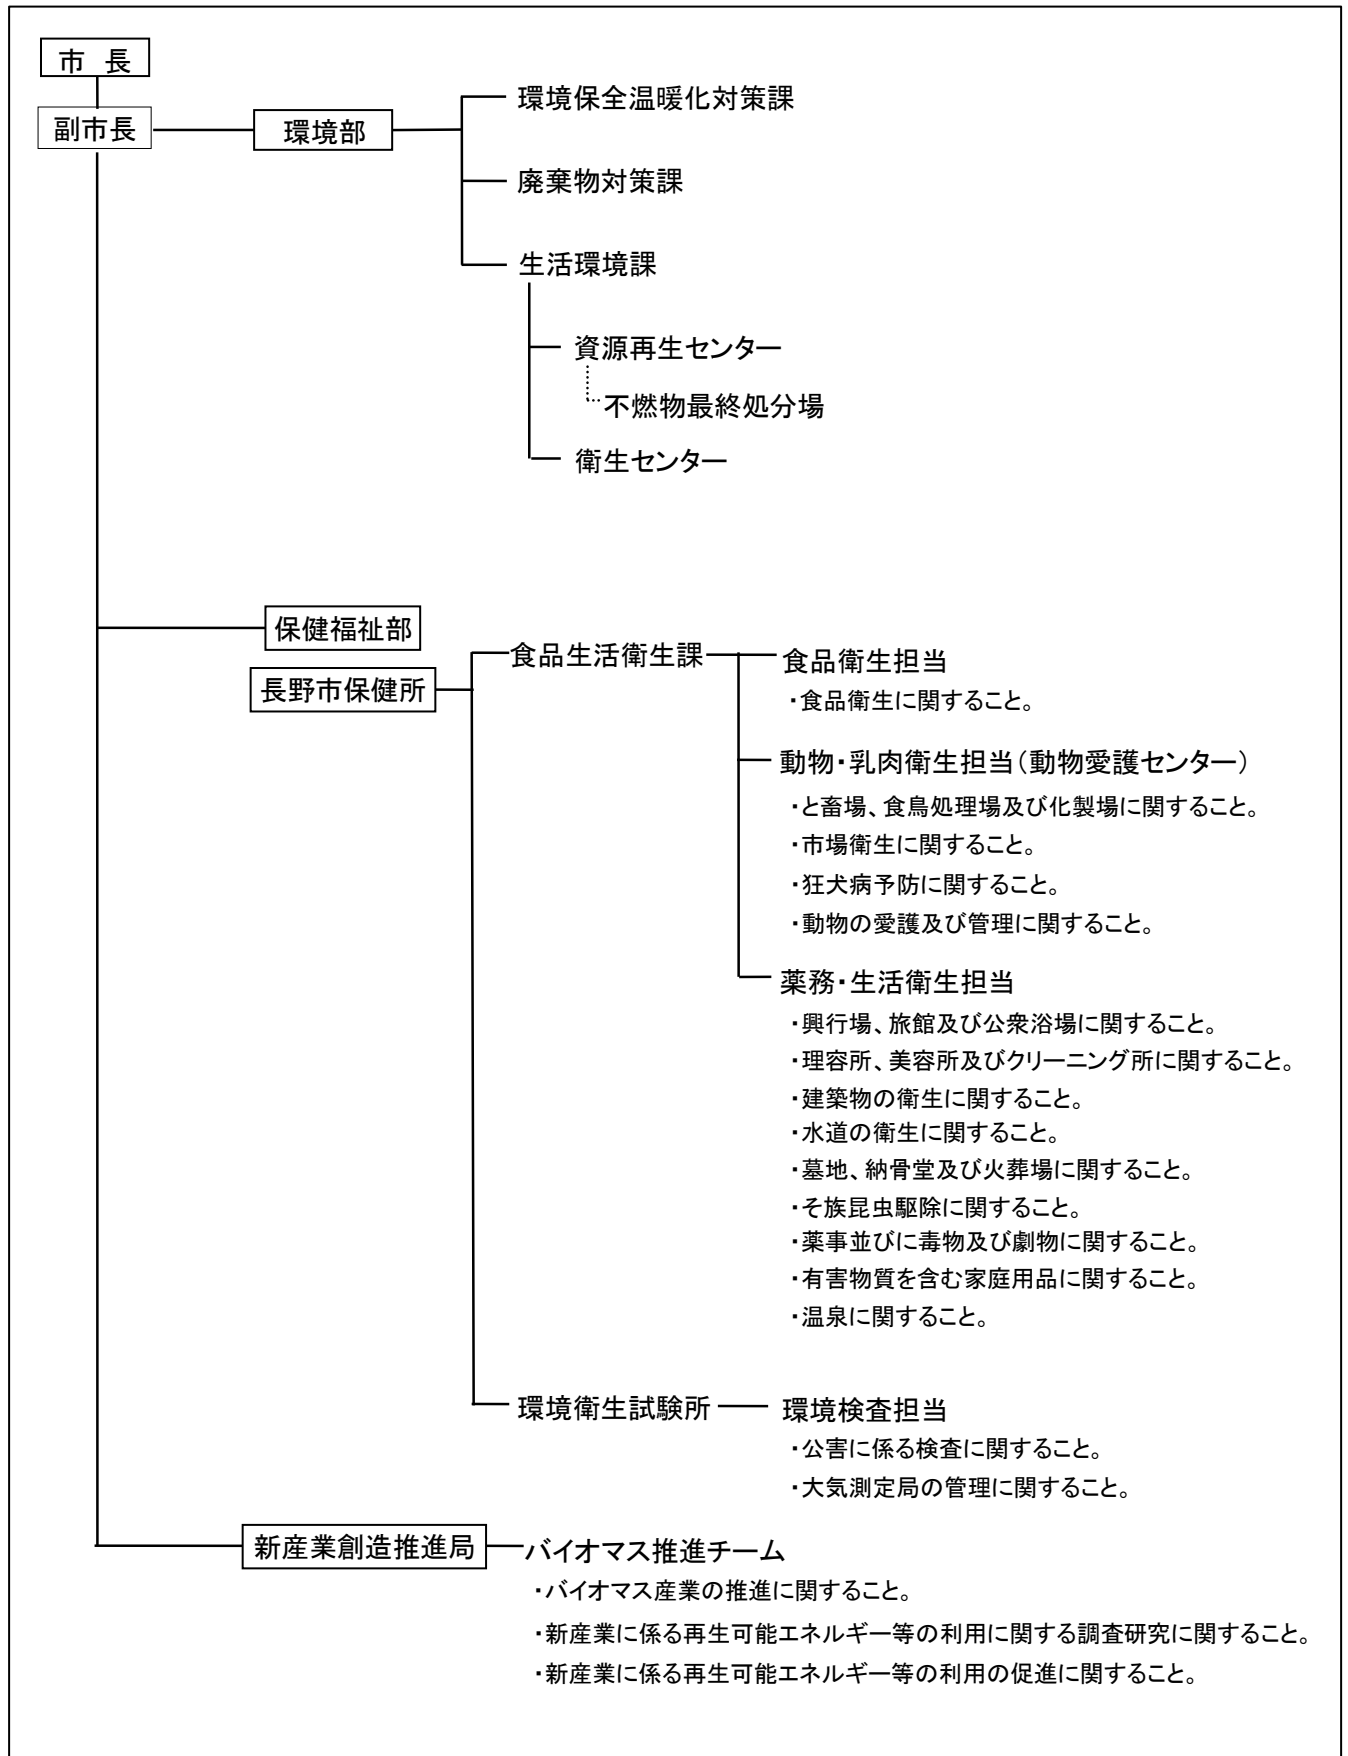 市 長
副市長
環境部
環境保全温暖化対策課
廃棄物対策課
生活環境課
資源再生センター
不燃物最終処分場
衛生センター
保健福祉部
長野市保健所
食品生活衛生課
食品衛生担当
・食品衛生に関すること。
動物・乳肉衛生担当(動物愛護センター)
・と畜場、食鳥処理場及び化製場に関すること。
・市場衛生に関すること。
・狂犬病予防に関すること。
・動物の愛護及び管理に関すること。
薬務・生活衛生担当
・興行場、旅館及び公衆浴場に関すること。
・理容所、美容所及びクリーニング所に関すること。
・建築物の衛生に関すること。
・水道の衛生に関すること。
・墓地、納骨堂及び火葬場に関すること。
・そ族昆虫駆除に関すること。
・薬事並びに毒物及び劇物に関すること。
・有害物質を含む家庭用品に関すること。
・温泉に関すること。
環境衛生試験所
環境検査担当
・公害に係る検査に関すること。
・大気測定局の管理に関すること。
新産業創造推進局
バイオマス推進チーム
・バイオマス産業の推進に関すること。
・新産業に係る再生可能エネルギー等の利用に関する調査研究に関すること。
・新産業に係る再生可能エネルギー等の利用の促進に関すること。